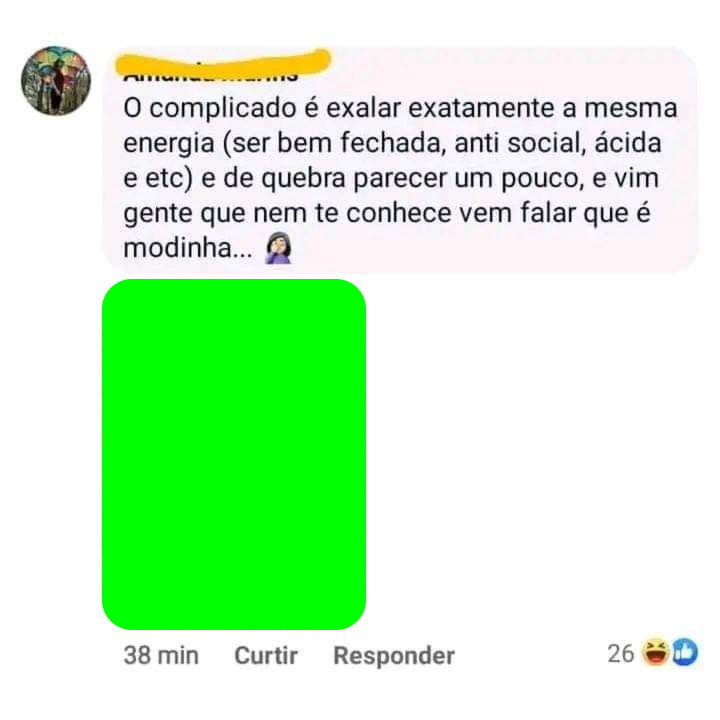 O complicado é exalar exatamente a mesma
energia (ser bem fechada, anti social, ácida
e etc) e de quebra parecer um pouco, e vim
gente que nem te conhece vem falar que é
modinha...
38 min Curtir Responder 26